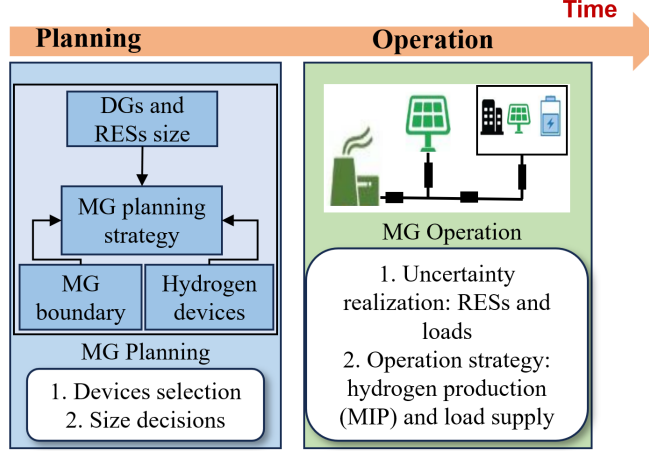 Time
Planning
Operation
DGs and
RESs size
MG planning
strategy
MG
boundary
Hydrogen
devices
MG Planning
1. Devices selection
2. Size decisions
MG Operation
1. Uncertainty
realization: RESs and
loads
2. Operation strategy:
hydrogen production
(MIP) and load supply